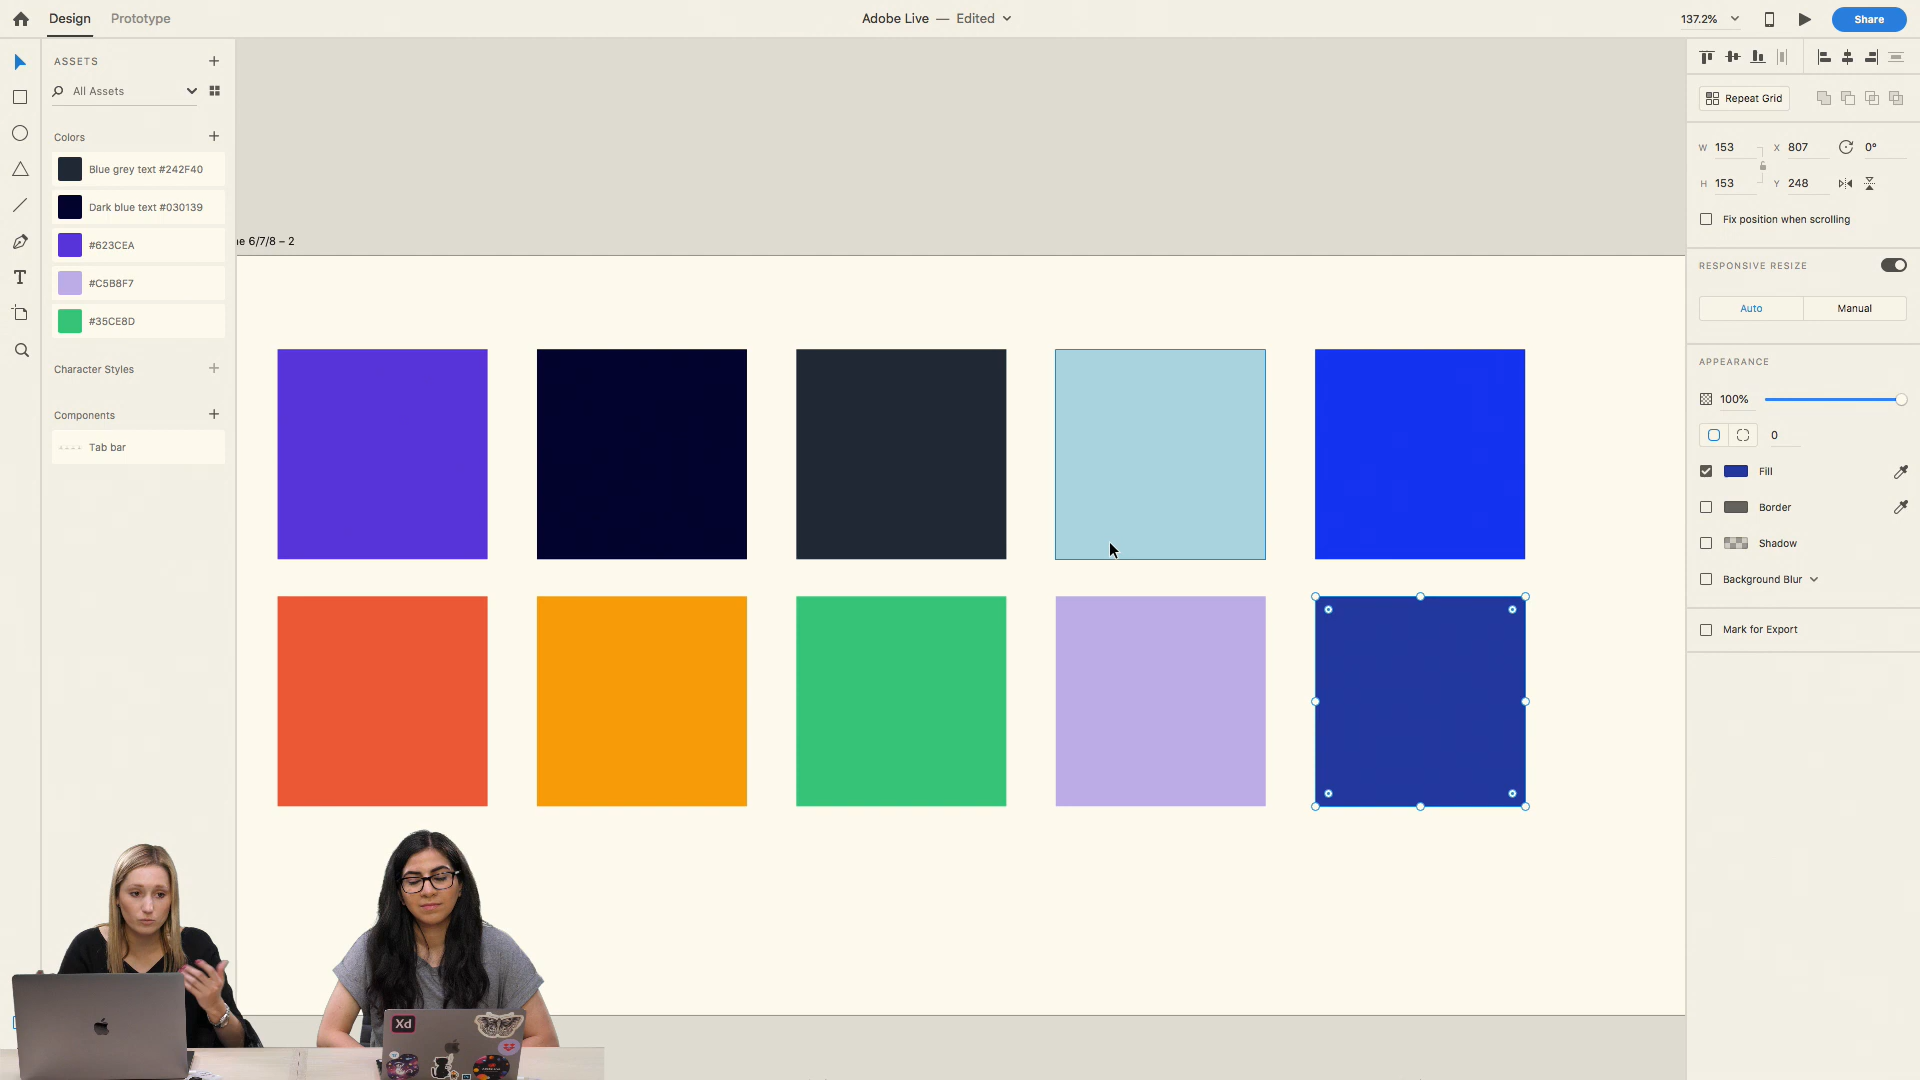 Design
Prototype
Adobe Live — Edited
137.2%
Share
ASSETS
All Assets
Colors
Blue grey text #242F40
Dark blue text #030139
#623CEA
#C5B8F7
#35CE8D
Character Styles
Components
Tab bar
ne 6/7/8 – 2
Repeat Grid
W 153 X 807 0°
H 153 Y 248
Fix position when scrolling
RESPONSIVE RESIZE
Auto Manual
APPEARANCE
100%
0
Fill
Border
Shadow
Background Blur
Mark for Export
Xd